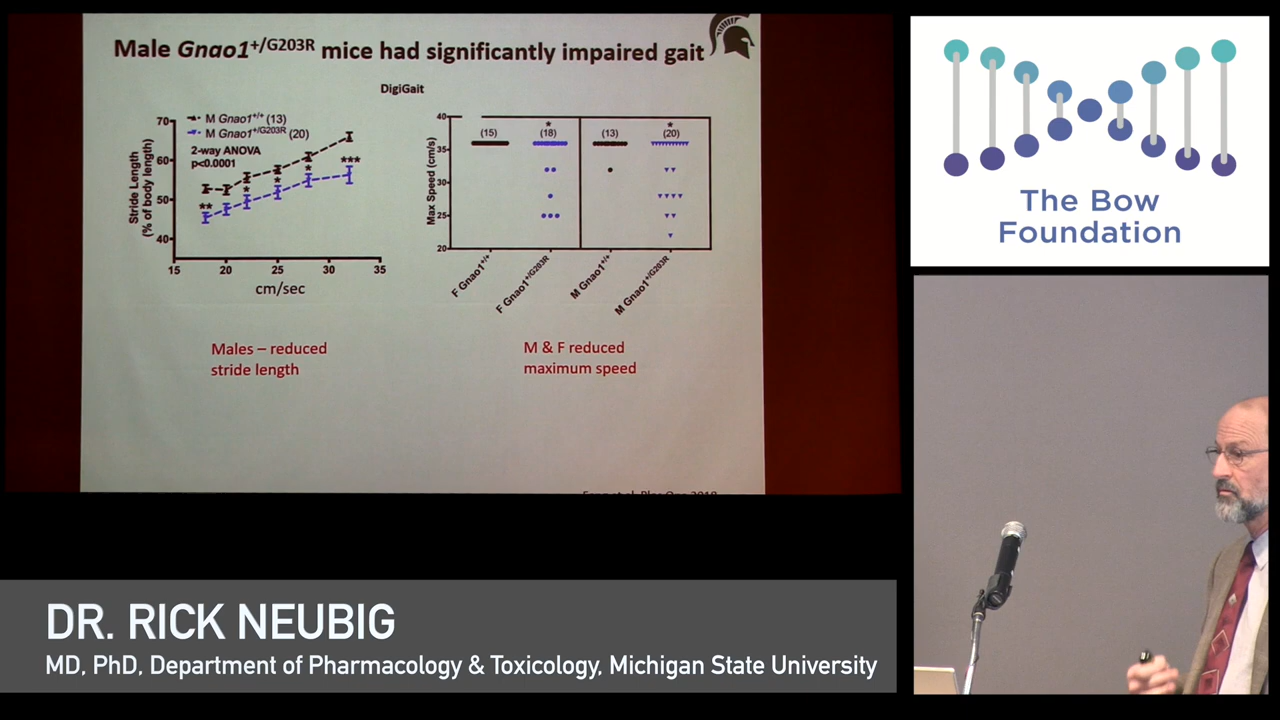 Male Gnao1+/G203R mice had significantly impaired gait
DigiGait
70
60
50
40
Stride Length
(% of body length)
M Gnao1+/+ (13)
M Gnao1+/G203R (20)
2-way ANOVA
p<0.0001
**
*
*
*
***
15 20 25 30 35
cm/sec
Max Speed (cm/s)
40
35
30
25
20
(15)
*
(18)
(13)
*
(20)
F Gnao1+/+
F Gnao1+/G203R
M Gnao1+/+
M Gnao1+/G203R
Males – reduced
stride length
M & F reduced
maximum speed
The Bow
Foundation
DR. RICK NEUBIG
MD, PhD, Department of Pharmacology & Toxicology, Michigan State University